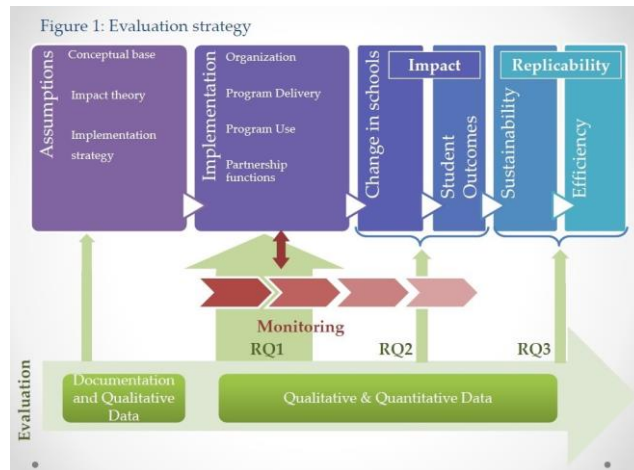 Figure 1: Evaluation strategy
Assumptions
Conceptual base
Impact theory
Implementation
strategy
Implementation
Organization
Program Delivery
Program Use
Partnership
functions
Impact
Change in schools
Student
Outcomes
Replicability
Sustainability
Efficiency
Monitoring
RQ1
RQ2
RQ3
Evaluation
Documentation
and Qualitative
Data
Qualitative & Quantitative Data